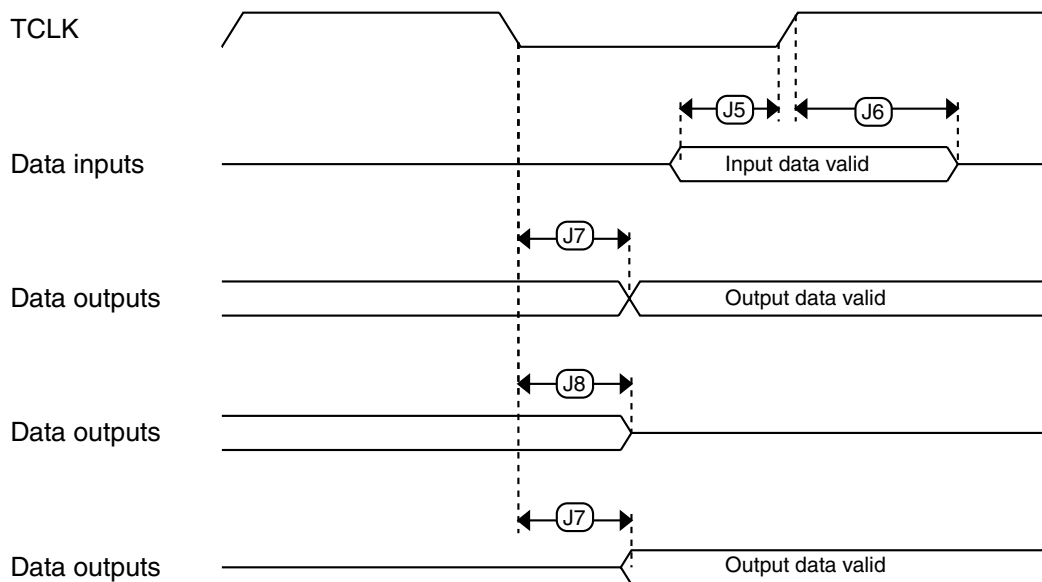 TCLK
J5
J6
Data inputs
Input data valid
J7
Data outputs
Output data valid
J8
Data outputs
J7
Data outputs
Output data valid